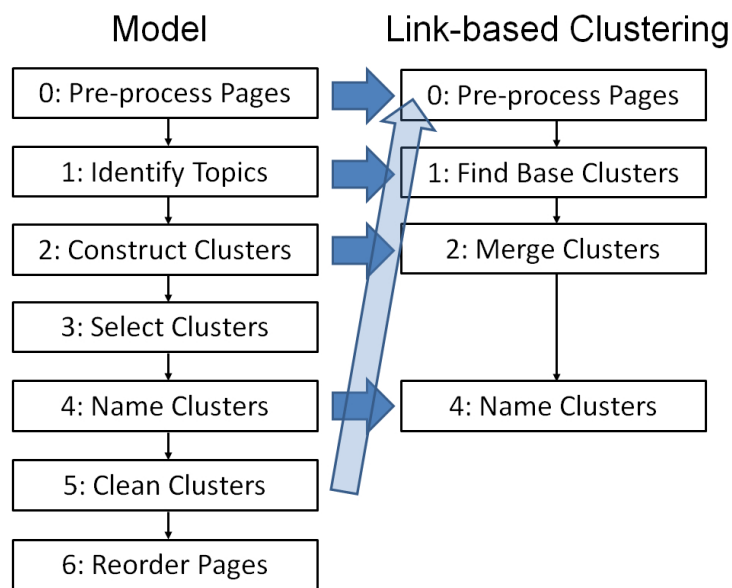 Model
0: Pre-process Pages
1: Identify Topics
2: Construct Clusters
3: Select Clusters
4: Name Clusters
5: Clean Clusters
6: Reorder Pages
Link-based Clustering
0: Pre-process Pages
1: Find Base Clusters
2: Merge Clusters
4: Name Clusters